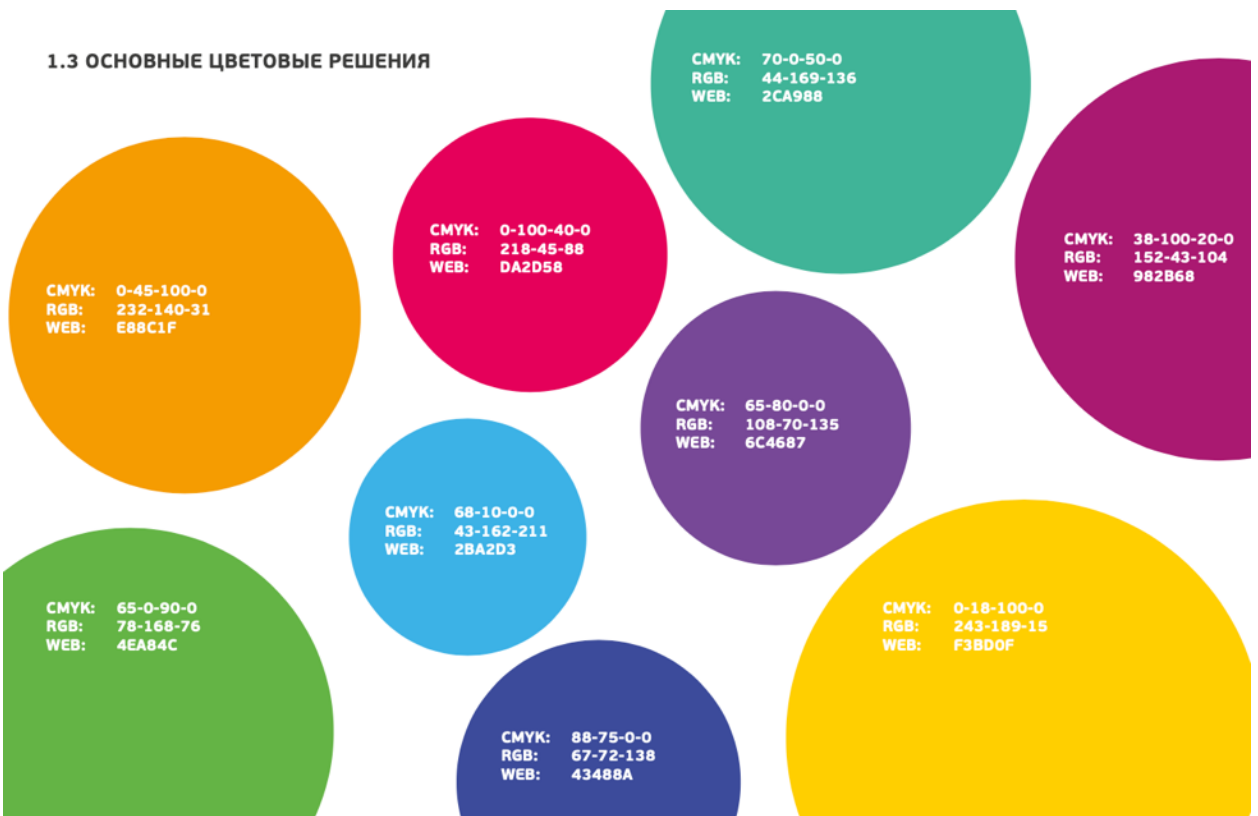 1.3 ОСНОВНЫЕ ЦВЕТОВЫЕ РЕШЕНИЯ
CMYK: 70-0-50-0
RGB: 44-169-136
WEB: 2CA988
CMYK: 0-100-40-0
RGB: 218-45-88
WEB: DA2D58
CMYK: 38-100-20-0
RGB: 152-43-104
WEB: 982B68
CMYK: 0-45-100-0
RGB: 232-140-31
WEB: E88C1F
CMYK: 65-80-0-0
RGB: 108-70-135
WEB: 6C4687
CMYK: 68-10-0-0
RGB: 43-162-211
WEB: 2BA2D3
CMYK: 65-0-90-0
RGB: 78-168-76
WEB: 4EA84C
CMYK: 0-18-100-0
RGB: 243-189-15
WEB: F3BD0F
CMYK: 88-75-0-0
RGB: 67-72-138
WEB: 43488A